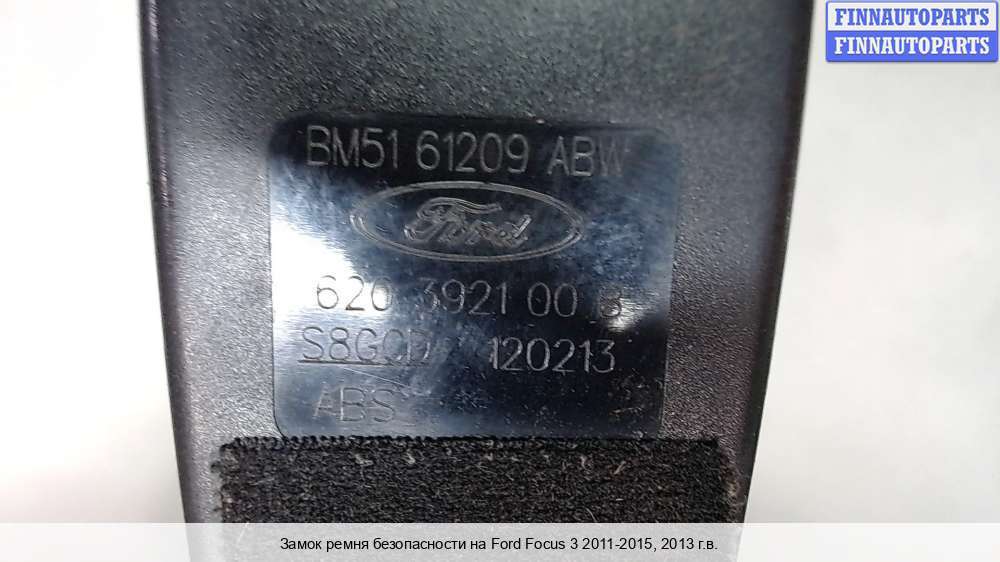 FINNAUTOPARTS
FINNAUTOPARTS
BM51 61209 ABW
Ford
620 3921 00 B
120213
ABS
Замок ремня безопасности на Ford Focus 3 2011-2015, 2013 г.в.